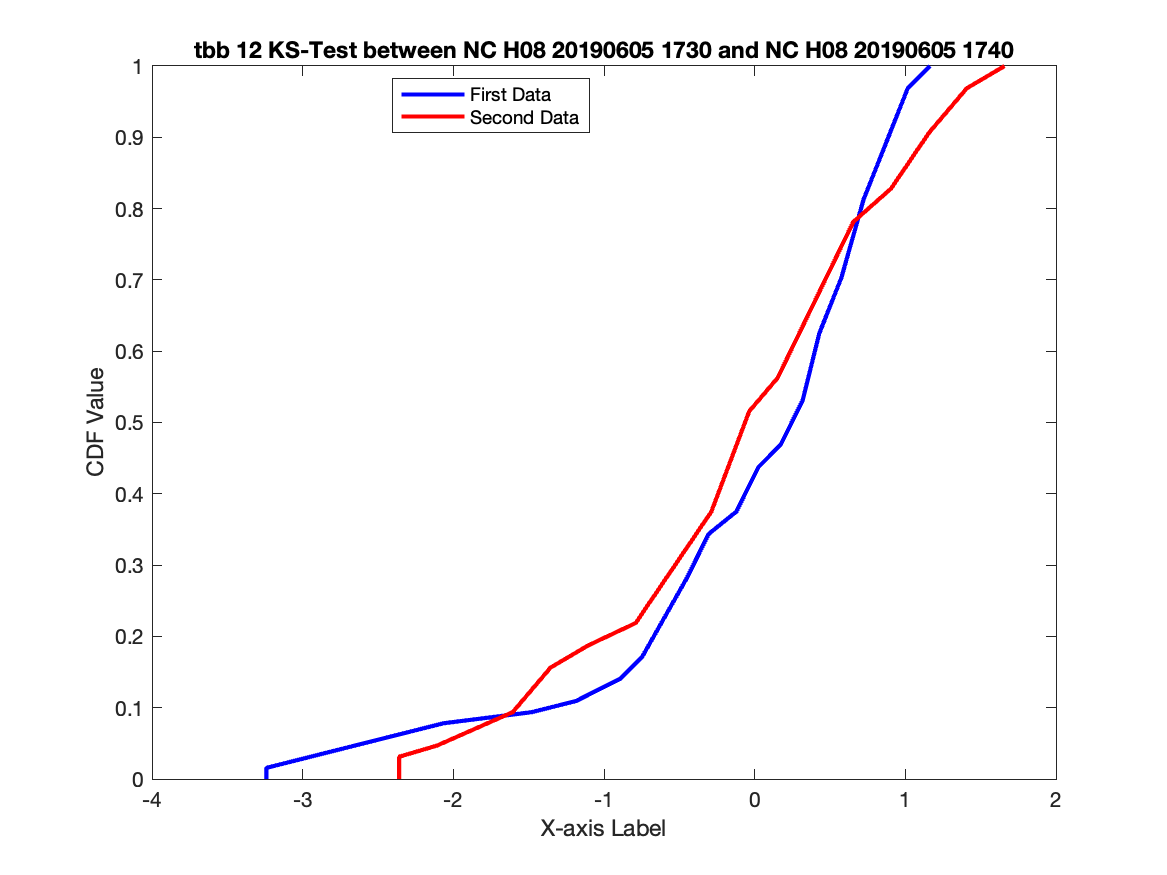 tbb 12 KS-Test between NC H08 20190605 1730 and NC H08 20190605 1740
First Data
Second Data
1
0.9
0.8
0.7
0.6
0.5
0.4
0.3
0.2
0.1
0
CDF Value
-4 -3 -2 -1 0 1 2
X-axis Label